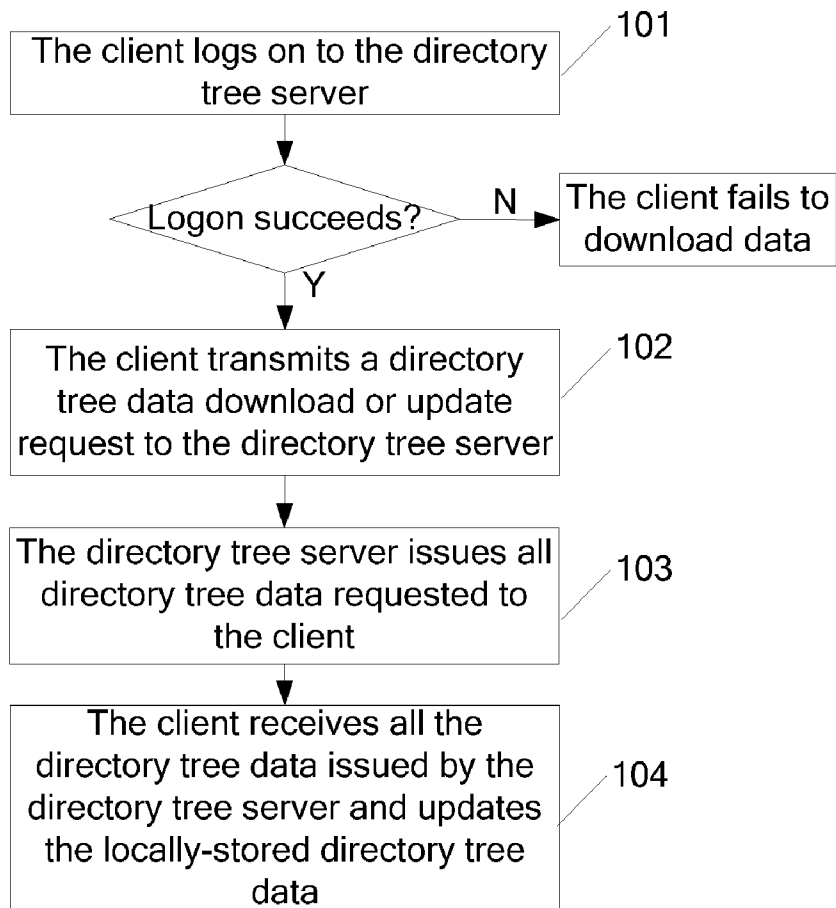 101
The client logs on to the directory
tree server
Logon succeeds?
N
The client fails to
download data
Y
102
The client transmits a directory
tree data download or update
request to the directory tree server
103
The directory tree server issues all
directory tree data requested to
the client
The client receives all the
directory tree data issued by the
directory tree server and updates
the locally-stored directory tree
data
104